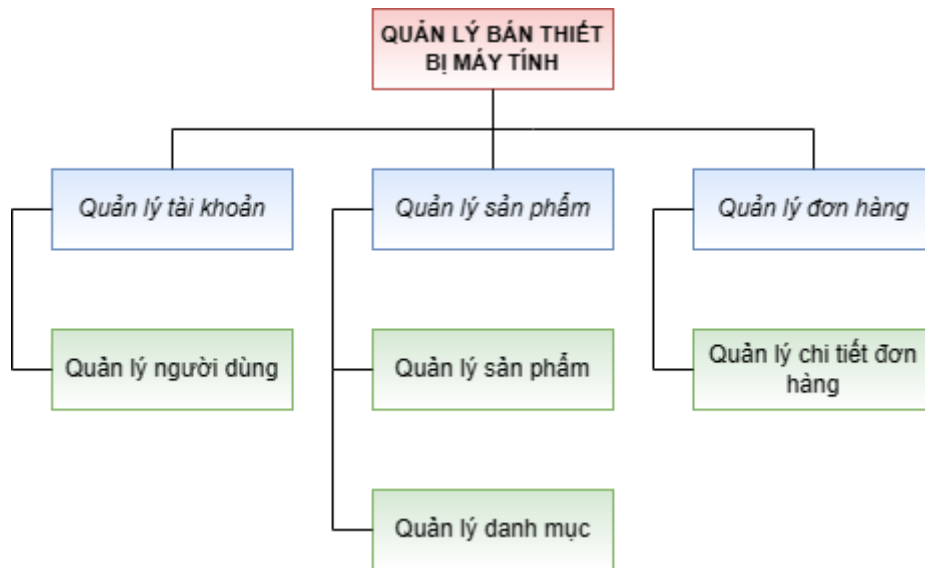 QUẢN LÝ BÁN THIẾT
BỊ MÁY TÍNH
Quản lý tài khoản
Quản lý sản phẩm
Quản lý đơn hàng
Quản lý người dùng
Quản lý sản phẩm
Quản lý chi tiết đơn
hàng
Quản lý danh mục